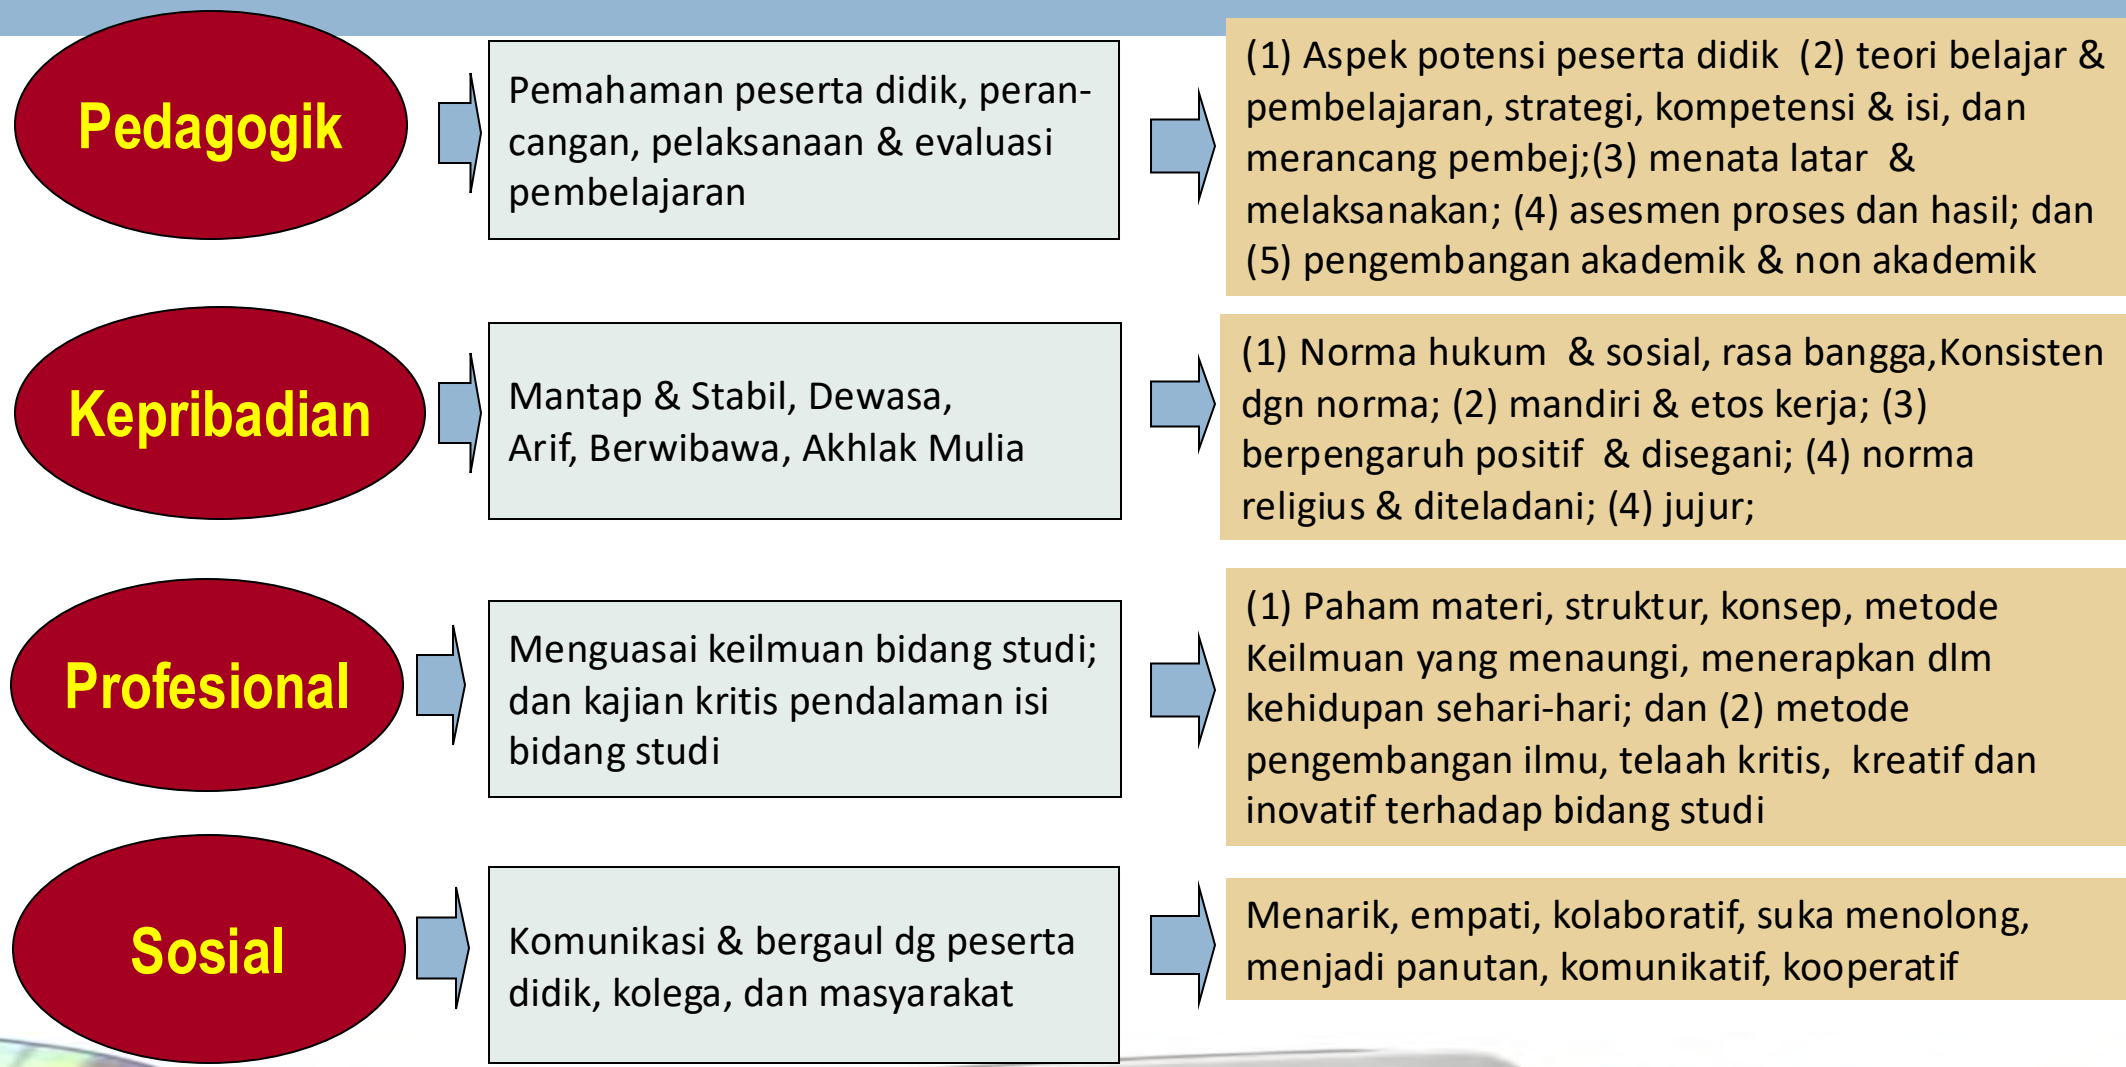 Pedagogik
Pemahaman peserta didik, peran-
cangan, pelaksanaan & evaluasi
pembelajaran
(1) Aspek potensi peserta didik (2) teori belajar &
pembelajaran, strategi, kompetensi & isi, dan
merancang pembej;(3) menata latar &
melaksanakan; (4) asesmen proses dan hasil; dan
(5) pengembangan akademik & non akademik
Kepribadian
Mantap & Stabil, Dewasa,
Arif, Berwibawa, Akhlak Mulia
(1) Norma hukum & sosial, rasa bangga,Konsisten
dgn norma; (2) mandiri & etos kerja; (3)
berpengaruh positif & disegani; (4) norma
religius & diteladani; (4) jujur;
Profesional
Menguasai keilmuan bidang studi;
dan kajian kritis pendalaman isi
bidang studi
(1) Paham materi, struktur, konsep, metode
Keilmuan yang menaungi, menerapkan dlm
kehidupan sehari-hari; dan (2) metode
pengembangan ilmu, telaah kritis, kreatif dan
inovatif terhadap bidang studi
Sosial
Komunikasi & bergaul dg peserta
didik, kolega, dan masyarakat
Menarik, empati, kolaboratif, suka menolong,
menjadi panutan, komunikatif, kooperatif